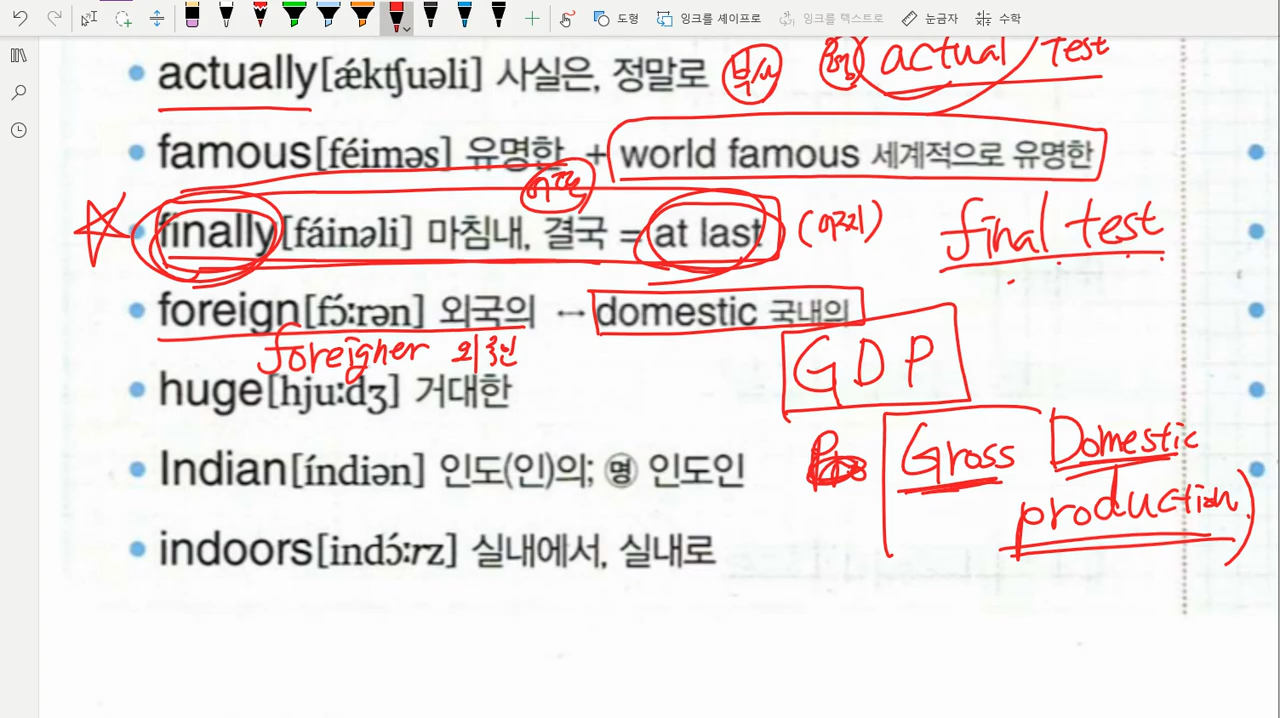 도형 잉크를 셰이프로 잉크를 텍스트로 눈금자 수학
actually[ǽktʃuəli] 사실은, 정말로 부사 형 actual test
famous[féiməs] 유명한 + world famous 세계적으로 유명한
finally[fáinəli] 마침내, 결국 = at last final test
foreign[fɔ́ːrən] 외국의 ↔ domestic 국내의
foreigner 외국인
GDP
huge[hjuːdʒ] 거대한
Gross Domestic
production)
Indian[índiən] 인도(인)의; 명 인도인
indoors[indɔ́ːrz] 실내에서, 실내로